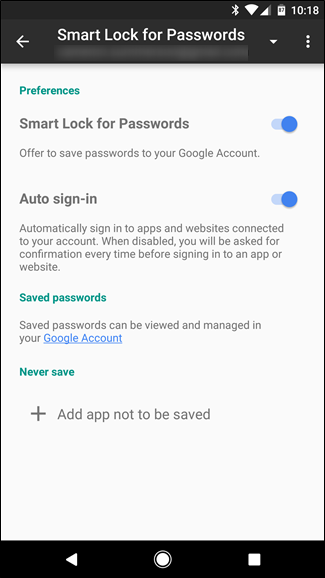 10:18
Smart Lock for Passwords
Preferences
Smart Lock for Passwords
Offer to save passwords to your Google Account.
Auto sign-in
Automatically sign in to apps and websites connected
to your account. When disabled, you will be asked for
confirmation every time before signing in to an app or
website.
Saved passwords
Saved passwords can be viewed and managed in
your Google Account
Never save
Add app not to be saved